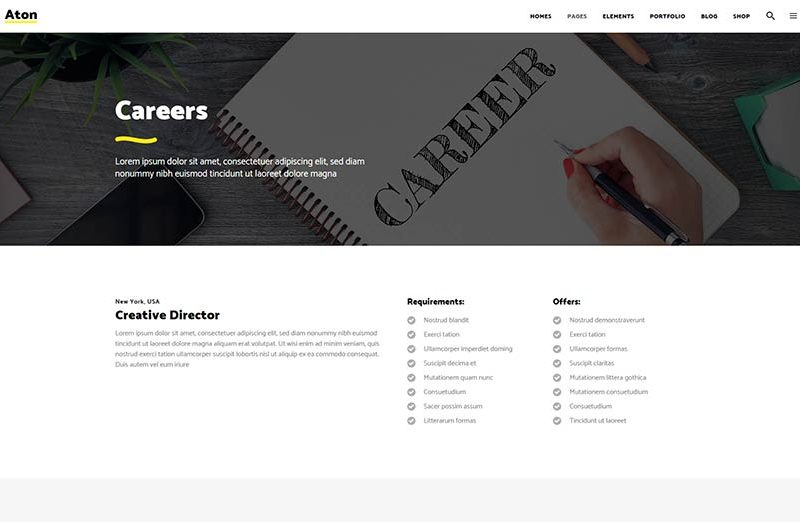 Aton
HOMES PAGES ELEMENTS PORTFOLIO BLOG SHOP
CAREER
Careers
Lorem ipsum dolor sit amet, consectetuer adipiscing elit, sed diam
nonummy nibh euismod tincidunt ut laoreet dolore magna
New York, USA
Creative Director
Lorem ipsum dolor sit amet, consectetuer adipiscing elit, sed diam nonummy nibh euismod
tincidunt ut laoreet dolore magna aliquam erat volutpat. Ut wisi enim ad minim veniam, quis
nostrud exerci tation ullamcorper suscipit lobortis nisl ut aliquip ex ea commodo consequat.
Duis autem vel eum iriure
Requirements:
Nostrud blandit
Exerci tation
Ullamcorper imperdiet doming
Suscipit decima et
Mutationem quam nunc
Consuetudium
Sacer possim assum
Litterarum formas
Offers:
Nostrud demonstraverunt
Exerci tation
Ullamcorper formas
Suscipit claritas
Mutationem littera gothica
Mutationem consuetudium
Consuetudium
Tincidunt ut laoreet